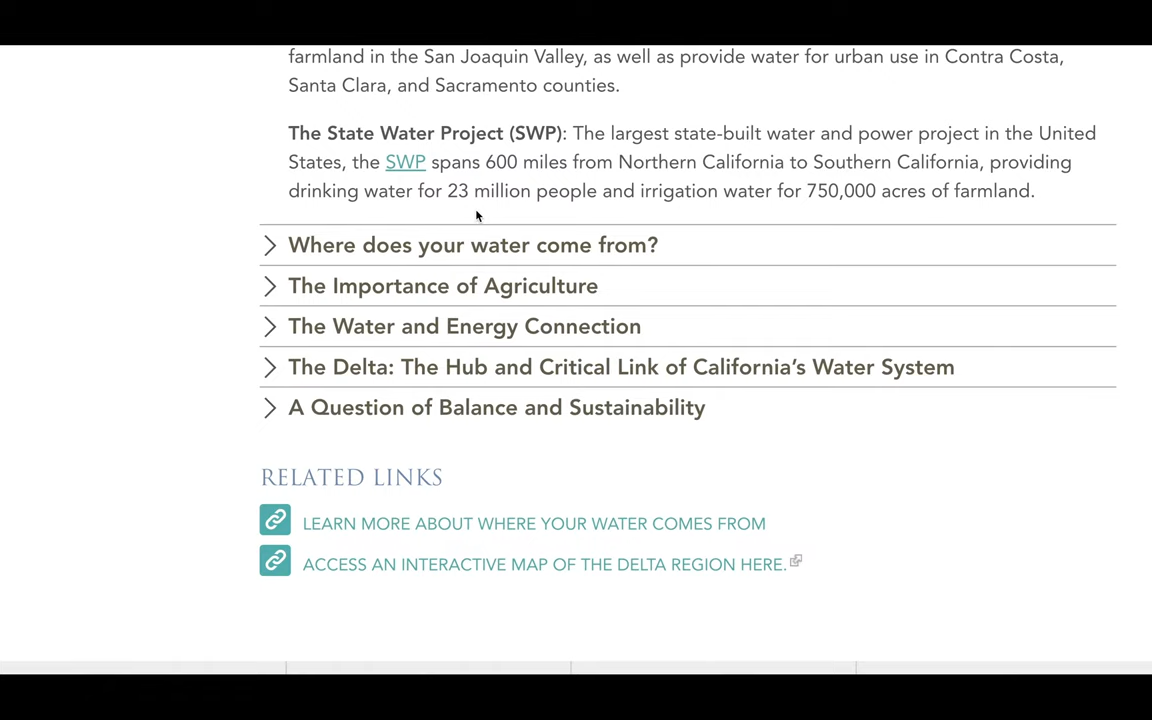 farmland in the San Joaquin Valley, as well as provide water for urban use in Contra Costa,
Santa Clara, and Sacramento counties.
The State Water Project (SWP): The largest state-built water and power project in the United
States, the SWP spans 600 miles from Northern California to Southern California, providing
drinking water for 23 million people and irrigation water for 750,000 acres of farmland.
Where does your water come from?
The Importance of Agriculture
The Water and Energy Connection
The Delta: The Hub and Critical Link of California's Water System
A Question of Balance and Sustainability
RELATED LINKS
LEARN MORE ABOUT WHERE YOUR WATER COMES FROM
ACCESS AN INTERACTIVE MAP OF THE DELTA REGION HERE.